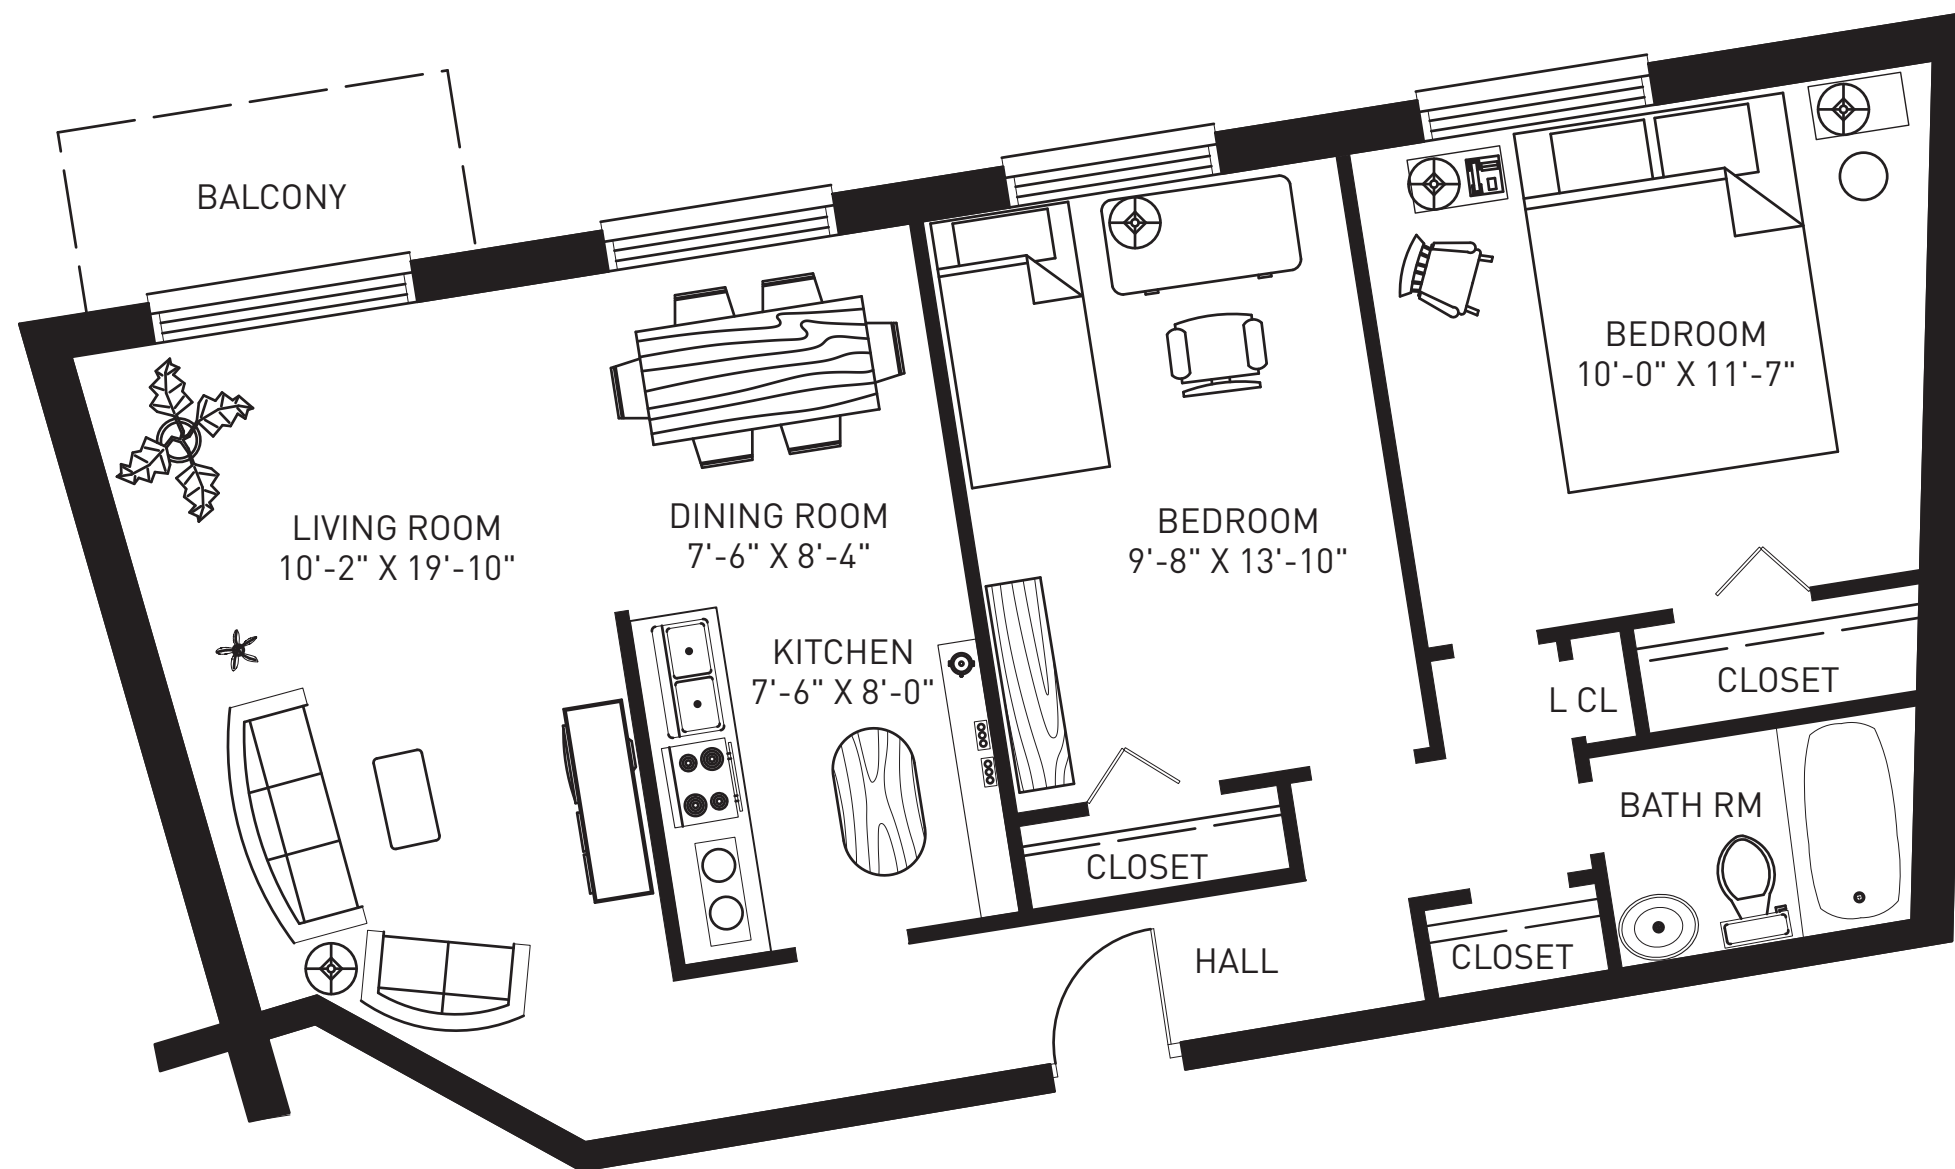 BALCONY
LIVING ROOM
10'-2" X 19'-10"
DINING ROOM
7'-6" X 8'-4"
KITCHEN
7'-6" X 8'-0"
BEDROOM
9'-8" X 13'-10"
BEDROOM
10'-0" X 11'-7"
CLOSET
L CL
BATH RM
CLOSET
HALL
CLOSET